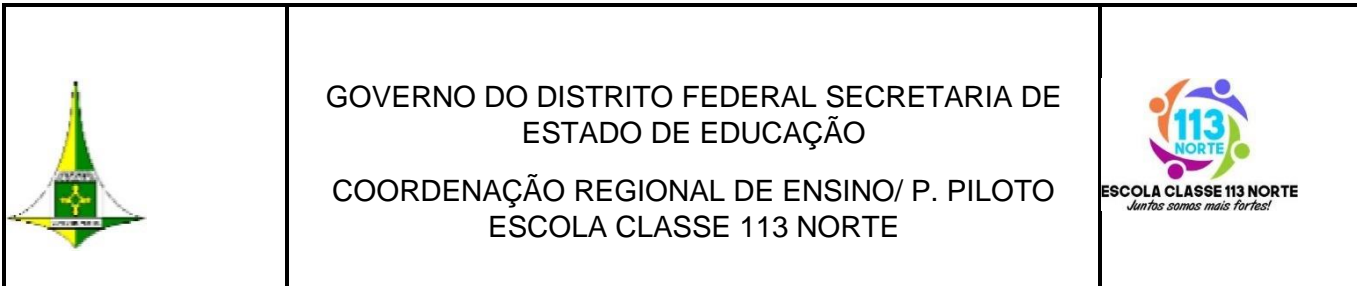 GOVERNO DO DISTRITO FEDERAL SECRETARIA DE
ESTADO DE EDUCAÇÃO
COORDENAÇÃO REGIONAL DE ENSINO/ P. PILOTO
ESCOLA CLASSE 113 NORTE
113
NORTE
ESCOLA CLASSE 113 NORTE
Juntos somos mais fortes!